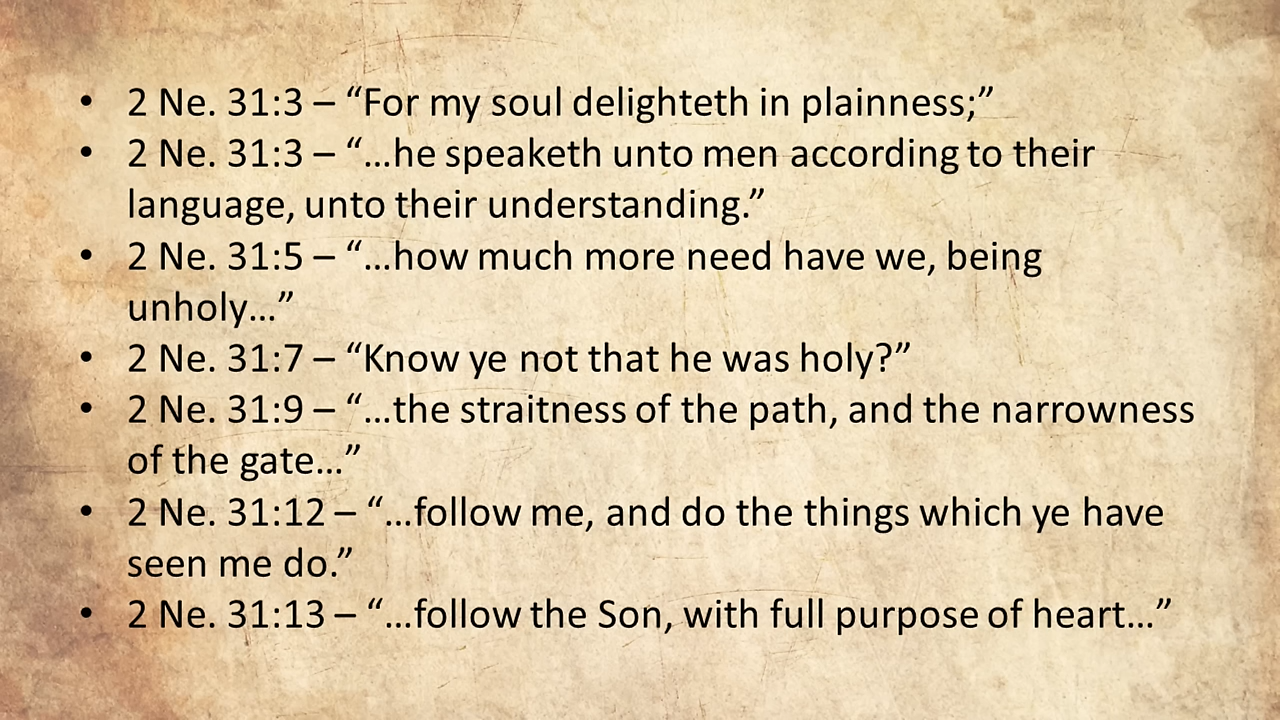 • 2 Ne. 31:3 – “For my soul delighteth in plainness;”
• 2 Ne. 31:3 – “…he speaketh unto men according to their
language, unto their understanding.”
• 2 Ne. 31:5 – “…how much more need have we, being
unholy…”
• 2 Ne. 31:7 – “Know ye not that he was holy?”
• 2 Ne. 31:9 – “…the straitness of the path, and the narrowness
of the gate…”
• 2 Ne. 31:12 – “…follow me, and do the things which ye have
seen me do.”
• 2 Ne. 31:13 – “…follow the Son, with full purpose of heart…”